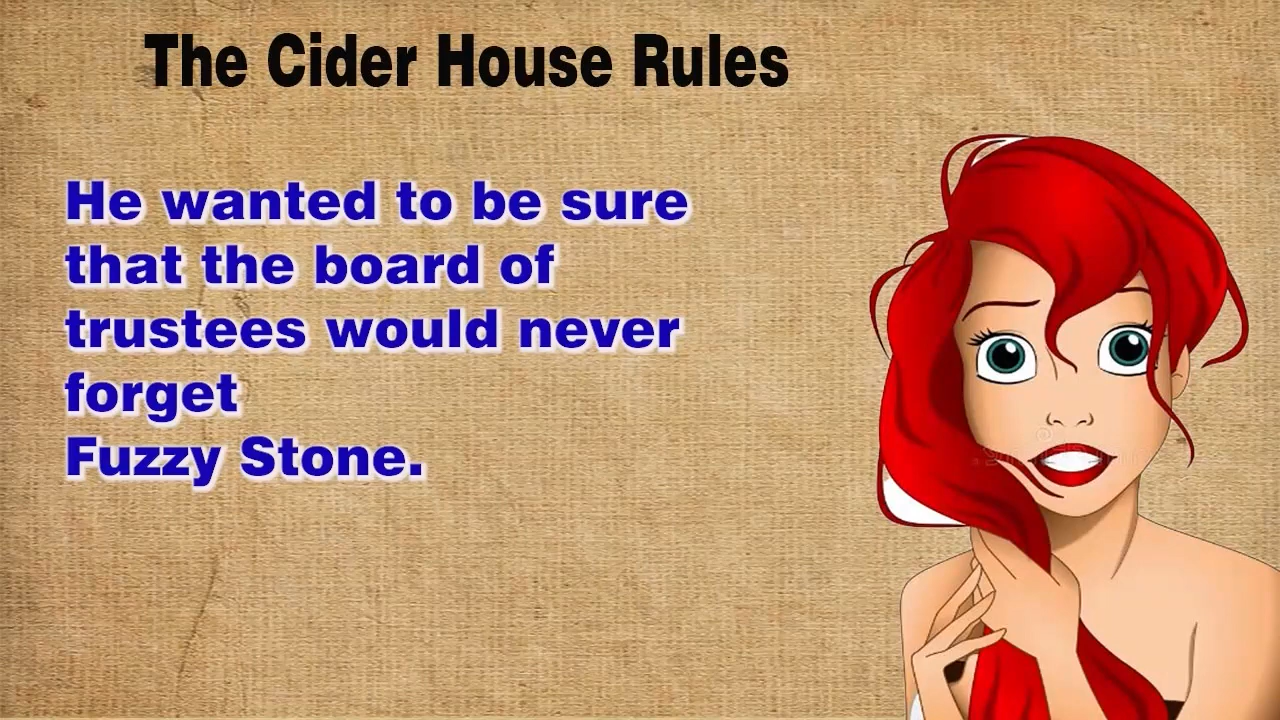 The Cider House Rules
He wanted to be sure
that the board of
trustees would never
forget
Fuzzy Stone.